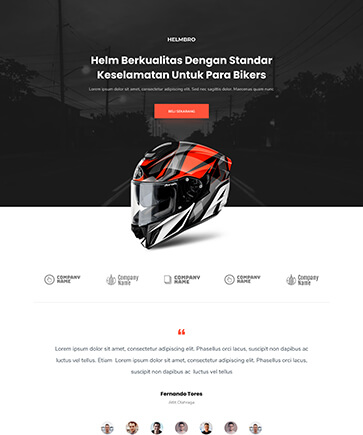 HELMBRO
Helm Berkualitas Dengan Standar
Keselamatan Untuk Para Bikers
Lorem ipsum dolor sit amet, consectetur adipiscing elit. Sed nec sagittis dolor. Maecenas quam nunc
BELI SEKARANG
COMPANY
NAME
Company
Name
COMPANY
NAME
COMPANY
NAME
Company
Name
Lorem ipsum dolor sit amet, consectetur adipiscing elit. Phasellus orci lacus, suscipit non dapibus ac
luctus vel tellus. Etiam Lorem ipsum dolor sit amet, consectetur adipiscing elit. Phasellus orci lacus,
suscipit non dapibus ac luctus vel tellus
Fernando Tores